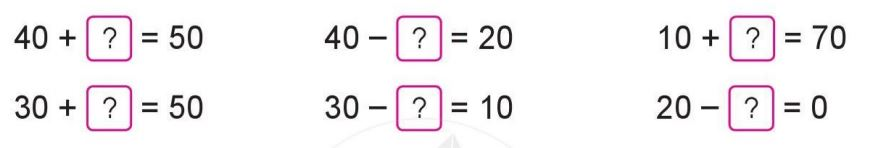 40 + ? = 50 40 − ? = 20 10 + ? = 70
30 + ? = 50 30 − ? = 10 20 − ? = 0